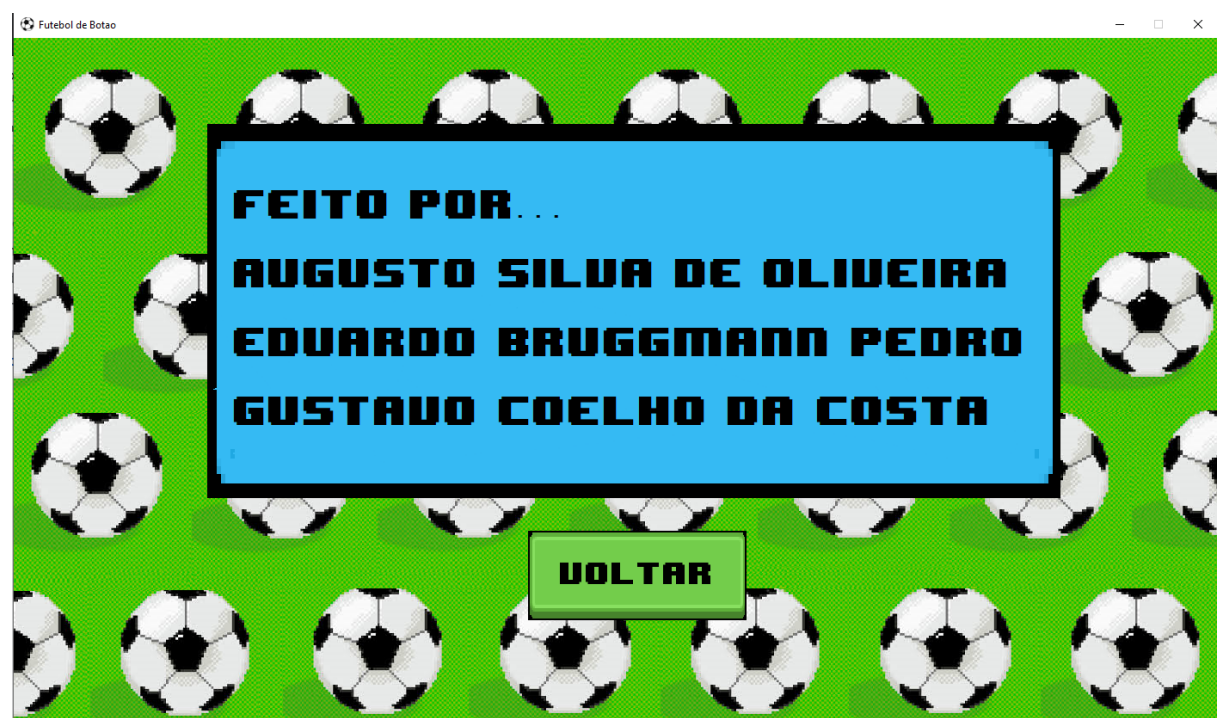 Futebol de Botao
FEITO POR...
AUGUSTO SILVA DE OLIVEIRA
EDUARDO BRUGGMANN PEDRO
GUSTAVO COELHO DA COSTA
VOLTAR